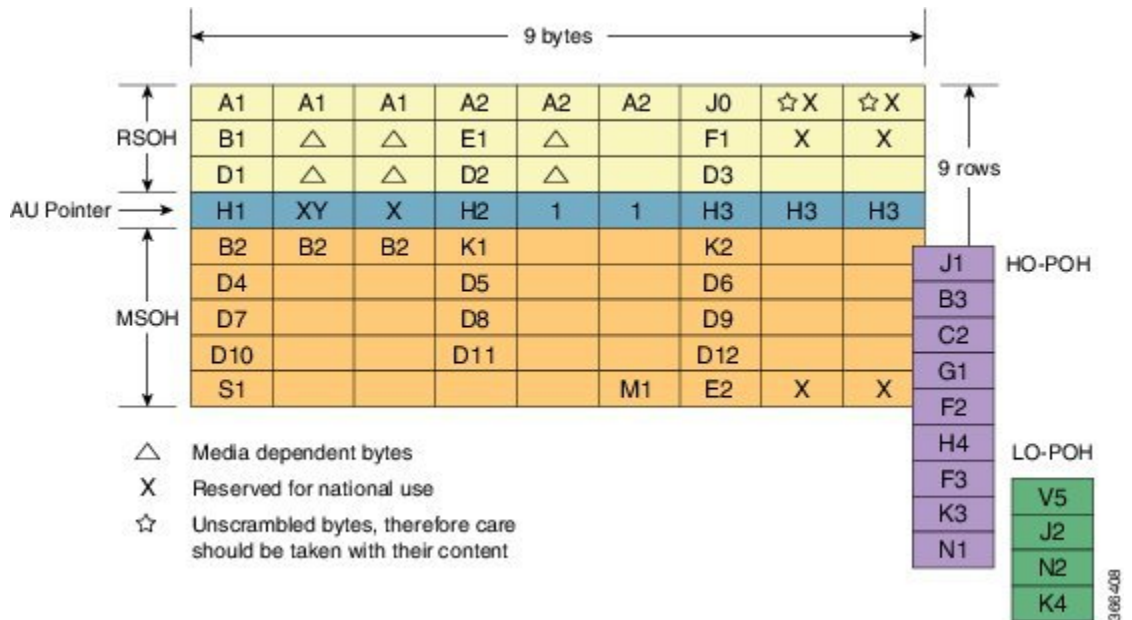 9 bytes
A1 A1 A1 A2 A2 A2 J0 ☆X ☆X
RSOH
B1 △ △ E1 △ F1 X X
D1 △ △ D2 △ D3
9 rows
AU Pointer
H1 XY X H2 1 1 H3 H3 H3
B2 B2 B2 K1 K2
D4 D5 D6
MSOH
D7 D8 D9
D10 D11 D12
S1 M1 E2 X X
J1 HO-POH
B3
C2
G1
F2
H4
F3
K3
N1
LO-POH
V5
J2
N2
K4
△ Media dependent bytes
X Reserved for national use
☆ Unscrambled bytes, therefore care
should be taken with their content
366408